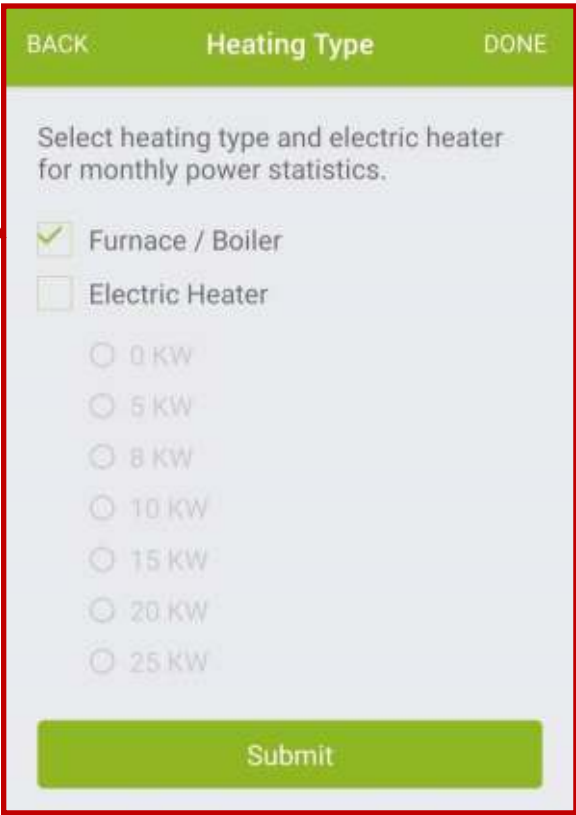 BACK Heating Type DONE
Select heating type and electric heater
for monthly power statistics.
Furnace / Boiler
Electric Heater
0 KW
5 KW
8 KW
10 KW
15 KW
20 KW
25 KW
Submit